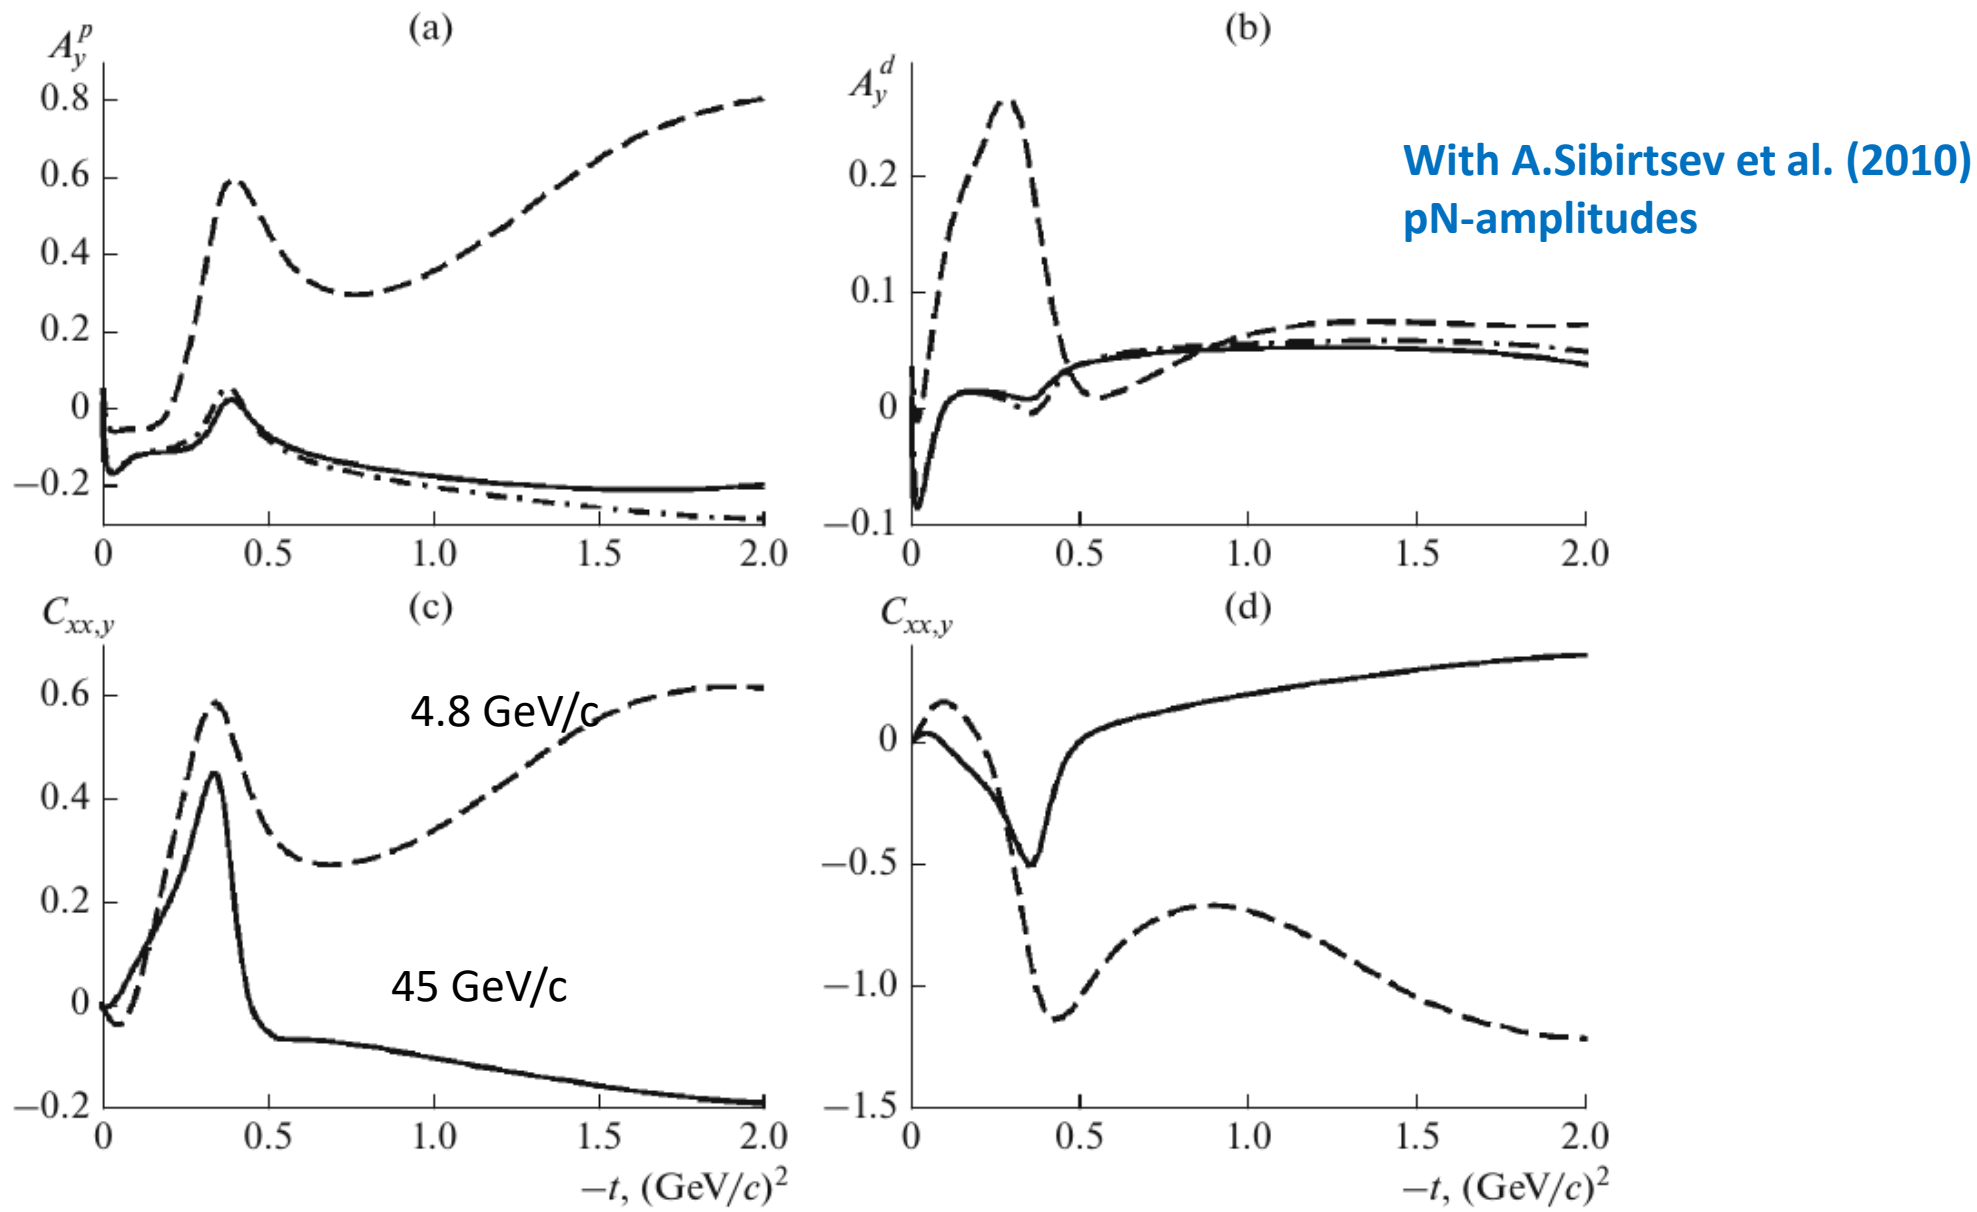 (a)
A_y^p
0.8
0.6
0.4
0.2
0
−0.2
0 0.5 1.0 1.5 2.0
(b)
A_y^d
0.2
0.1
0
−0.1
0 0.5 1.0 1.5 2.0
With A.Sibirtsev et al. (2010)
pN-amplitudes
(c)
C_{xx,y}
0.6
0.4
0.2
0
−0.2
4.8 GeV/c
45 GeV/c
0 0.5 1.0 1.5 2.0
−t, (GeV/c)²
(d)
C_{xx,y}
0
−0.5
−1.0
−1.5
0 0.5 1.0 1.5 2.0
−t, (GeV/c)²